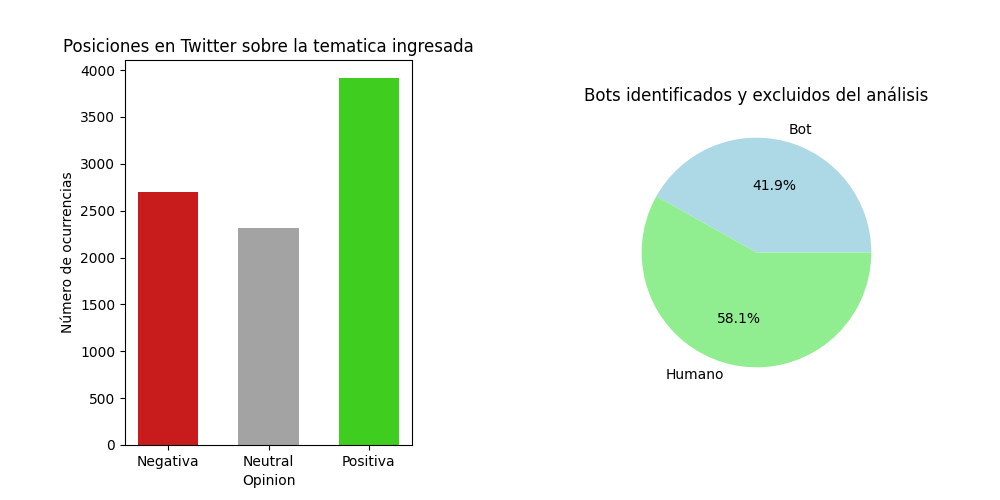 Posiciones en Twitter sobre la tematica ingresada
4000
3500
3000
2500
2000
1500
1000
500
0
Número de ocurrencias
Negativa
Neutral
Positiva
Opinion
Bots identificados y excluidos del análisis
Bot
41.9%
58.1%
Humano